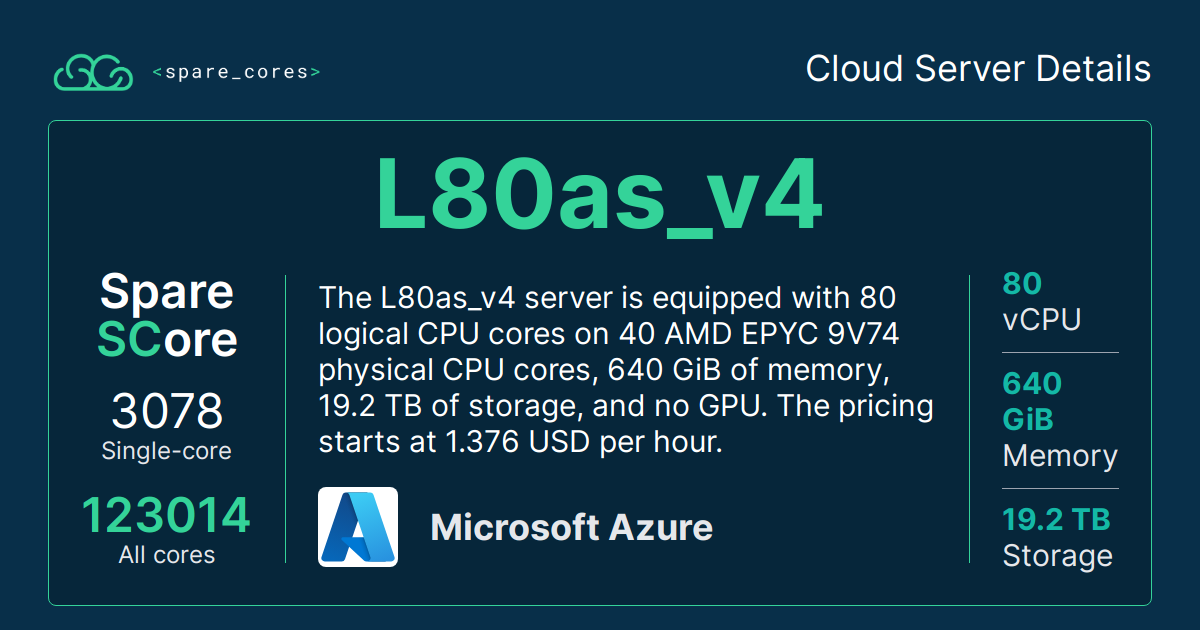 <spare_cores>
Cloud Server Details
L80as_v4
Spare
SCore
3078
Single-core
123014
All cores
The L80as_v4 server is equipped with 80
logical CPU cores on 40 AMD EPYC 9V74
physical CPU cores, 640 GiB of memory,
19.2 TB of storage, and no GPU. The pricing
starts at 1.376 USD per hour.
Microsoft Azure
80
vCPU
640
GiB
Memory
19.2 TB
Storage